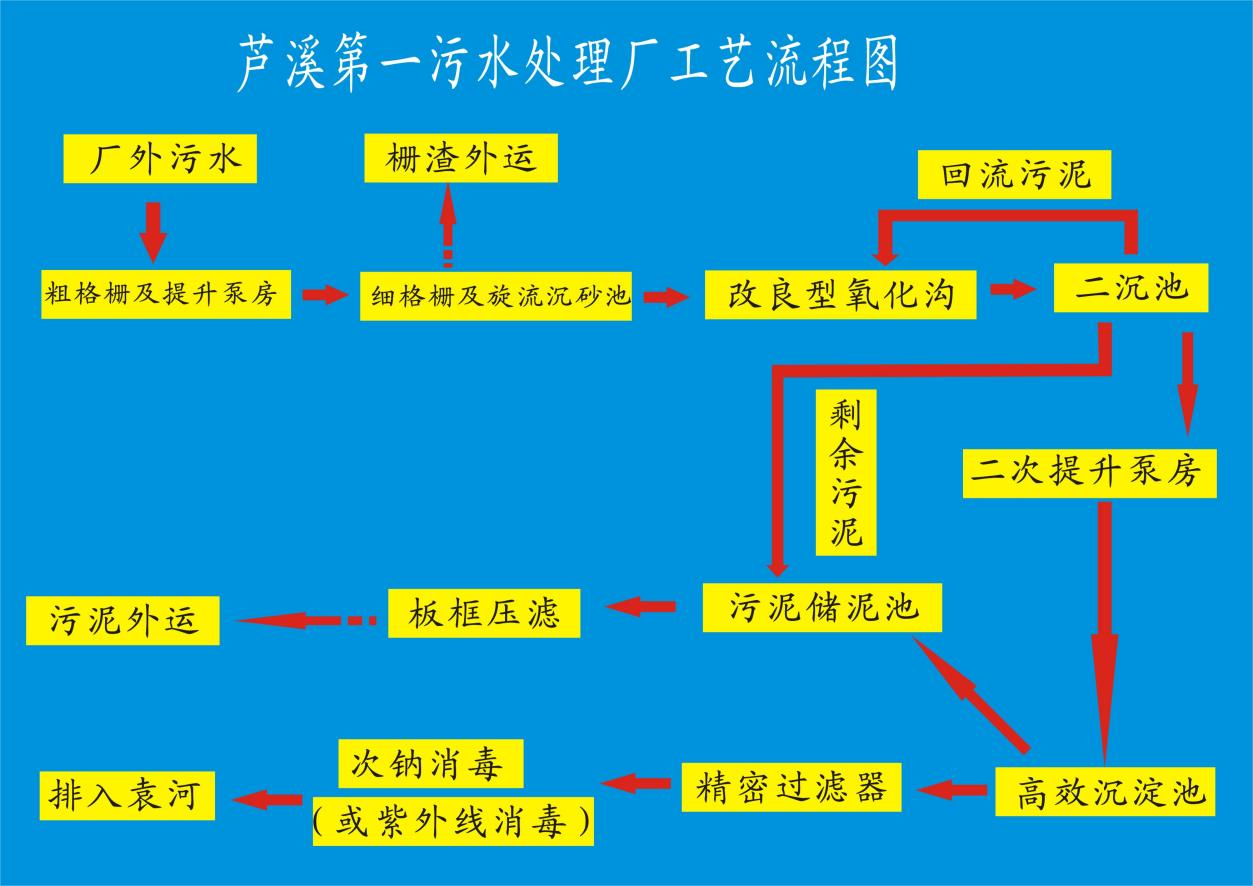 芦溪第一污水处理厂工艺流程图
厂外污水
栅渣外运
回流污泥
粗格栅及提升泵房
细格栅及旋流沉砂池
改良型氧化沟
二沉池
剩余污泥
二次提升泵房
污泥外运
板框压滤
污泥储泥池
排入袁河
次钠消毒
(或紫外线消毒)
精密过滤器
高效沉淀池